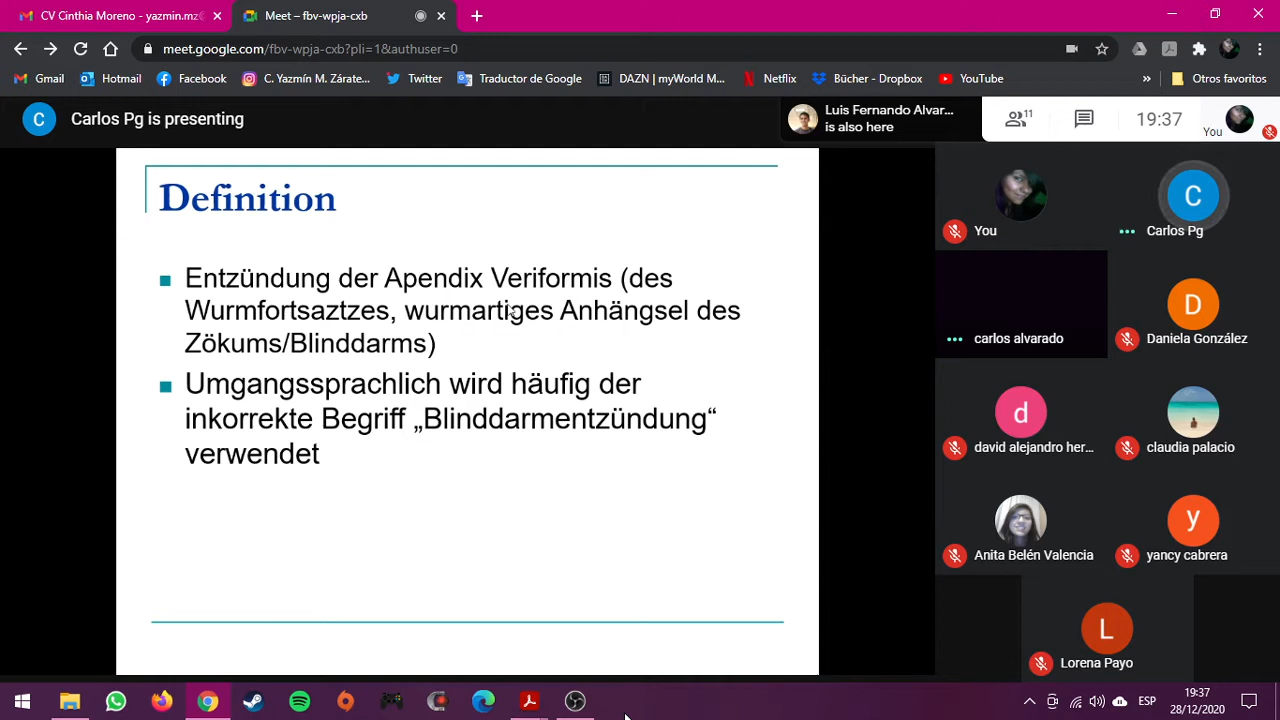 CV Cinthia Moreno - yazmin.mz
Meet – fbv-wpja-cxb
meet.google.com/fbv-wpja-cxb?pli=1&authuser=0
Gmail Hotmail Facebook C. Yazmín M. Zárate... Twitter Traductor de Google DAZN | myWorld M... Netflix Bücher - Dropbox YouTube » Otros favoritos
C Carlos Pg is presenting
Luis Fernando Alvar...
is also here
11
19:37
You
Definition
Entzündung der Apendix Veriformis (des
Wurmfortsaztzes, wurmartiges Anhängsel des
Zökums/Blinddarms)
Umgangssprachlich wird häufig der
inkorrekte Begriff „Blinddarmentzündung“
verwendet
C
You
Carlos Pg
D
carlos alvarado
Daniela González
d
david alejandro her...
claudia palacio
y
Anita Belén Valencia
yancy cabrera
L
Lorena Payo
ESP
19:37
28/12/2020